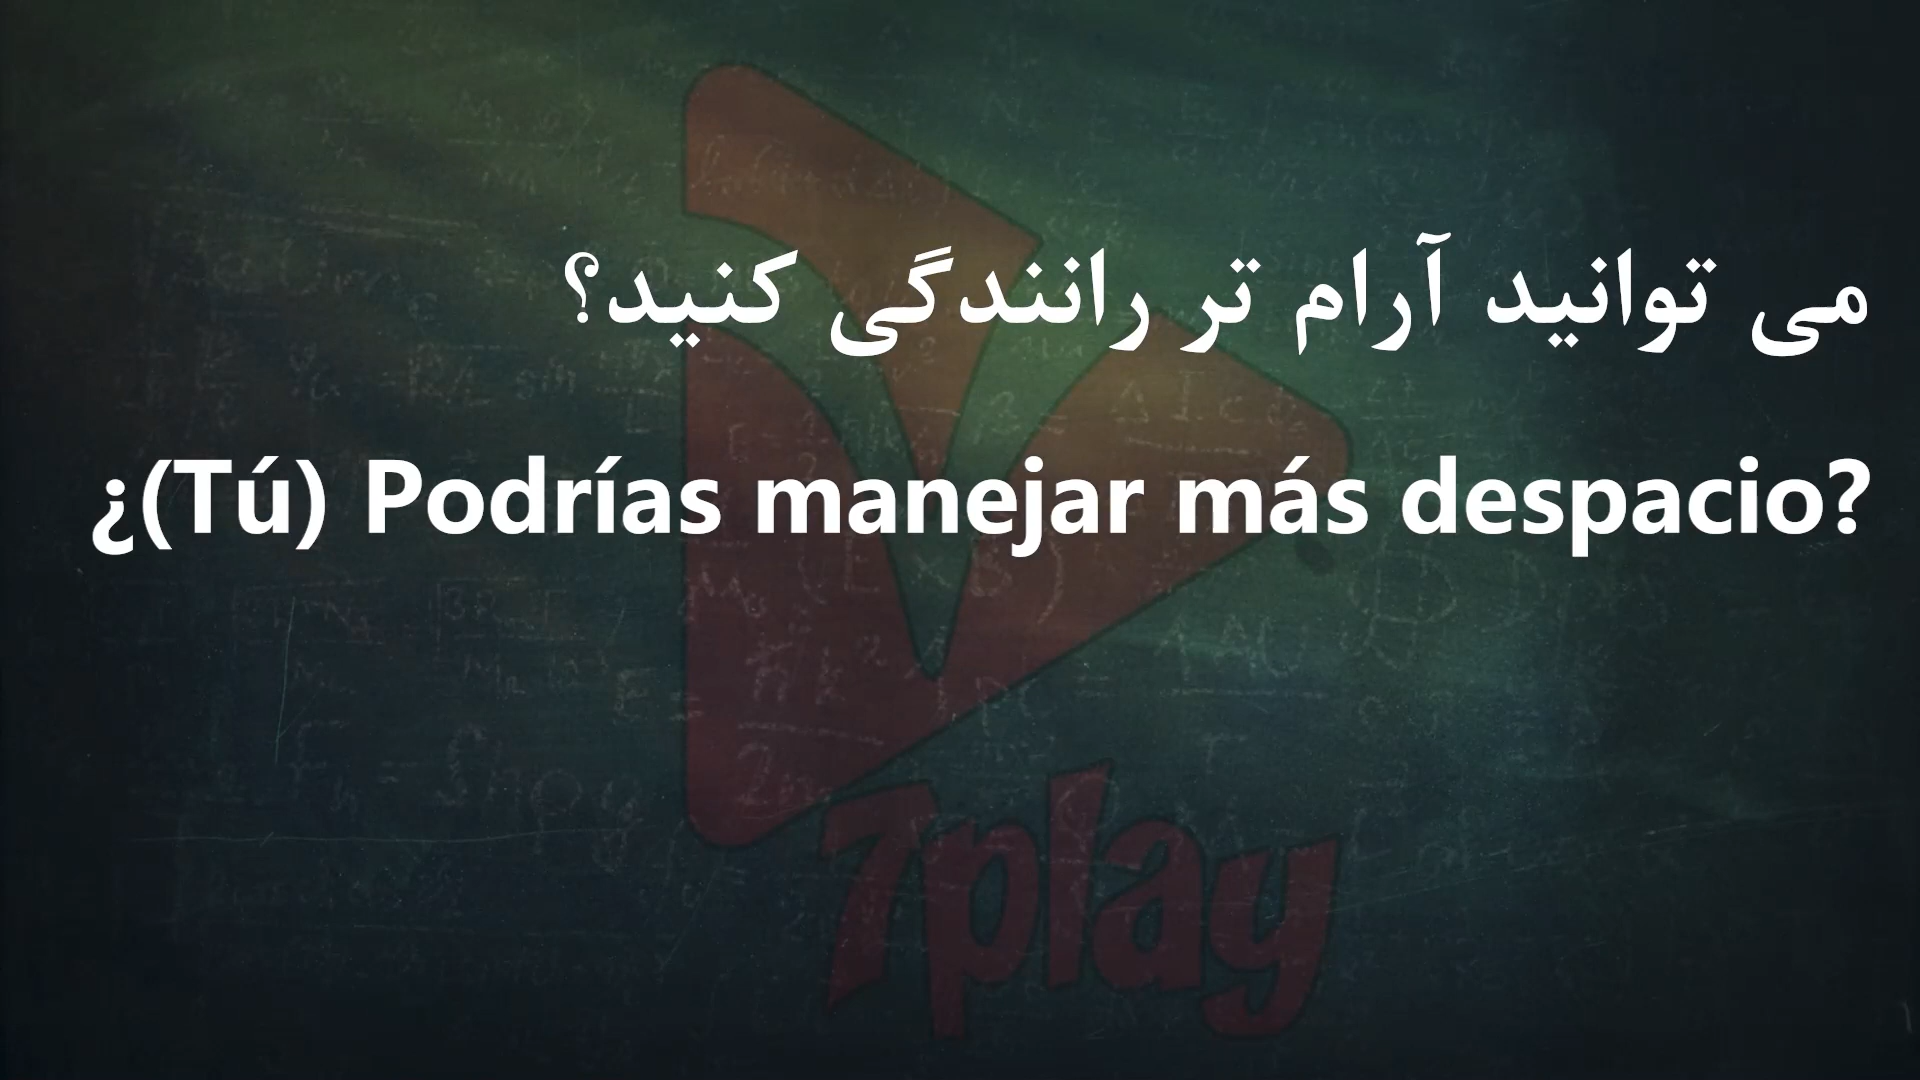 می توانید آرام تر رانندگی کنید؟
¿(Tú) Podrías manejar más despacio?
7play